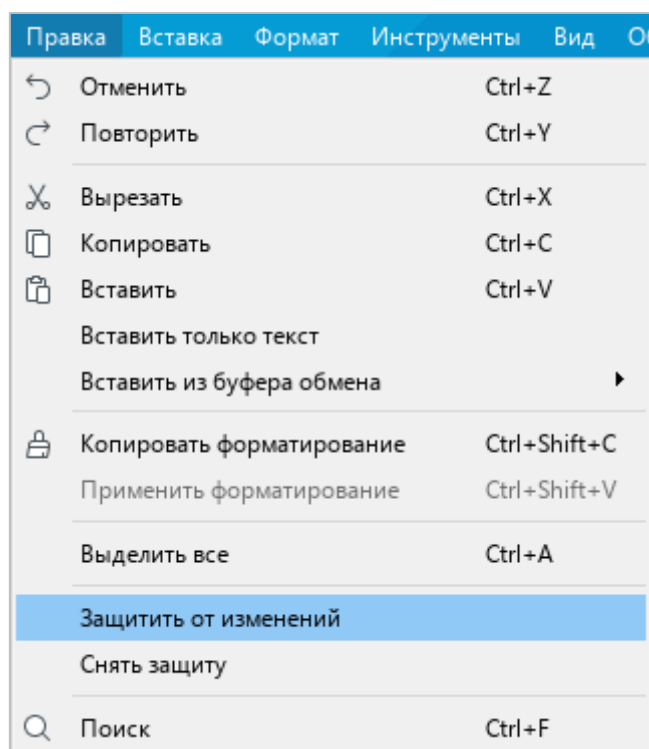 Правка Вставка Формат Инструменты Вид
Отменить Ctrl+Z
Повторить Ctrl+Y
Вырезать Ctrl+X
Копировать Ctrl+C
Вставить Ctrl+V
Вставить только текст
Вставить из буфера обмена
Копировать форматирование Ctrl+Shift+C
Применить форматирование Ctrl+Shift+V
Выделить все Ctrl+A
Защитить от изменений
Снять защиту
Поиск Ctrl+F